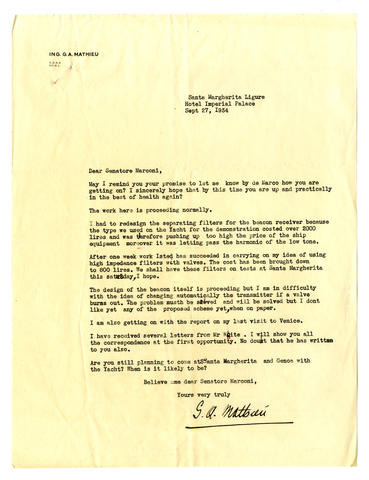 ING. G. A. MATHIEU
Santa Margherita Ligure
Hotel Imperial Palace
Sept 27, 1934
Dear Senatore Marconi,
May I remind you your promise to let me know by de Marco how you are
getting on? I sincerely hope that by this time you are up and practically
in the best of health again?
The work here is proceeding normally.
I had to redesign the separating filters for the beacon receiver because
the type we used on the Yacht for the demonstration costed over 2000
lires and was therefore pushing up too high the price of the ship
equipment moreover it was letting pass the harmonic of the low tone.
After one week work Isted has succeeded in carrying on my idea of using
high impedence filters with valves. The cost has been brought down
to 600 lires. We shall have these filters on tests at Santa Margherita
this saturday, I hope.
The design of the beacon itself is proceeding but I am in difficulty
with the idea of changing automatically the transmitter if a valve
burns out. The problem must be solved and will be solved but I dont
like yet any of the proposed scheme yet, when on paper.
I am also getting on with the report on my last visit to Venice.
I have received several letters from Mr . I will show you all
the correspondence at the first opportunity. No doubt that he has written
to you also.
Are you still planning to come at Santa Margherita and Genoa with
the Yacht? When is it likely to be?
Believe me dear Senatore Marconi,
Yours very truly
G. A. Mathieu